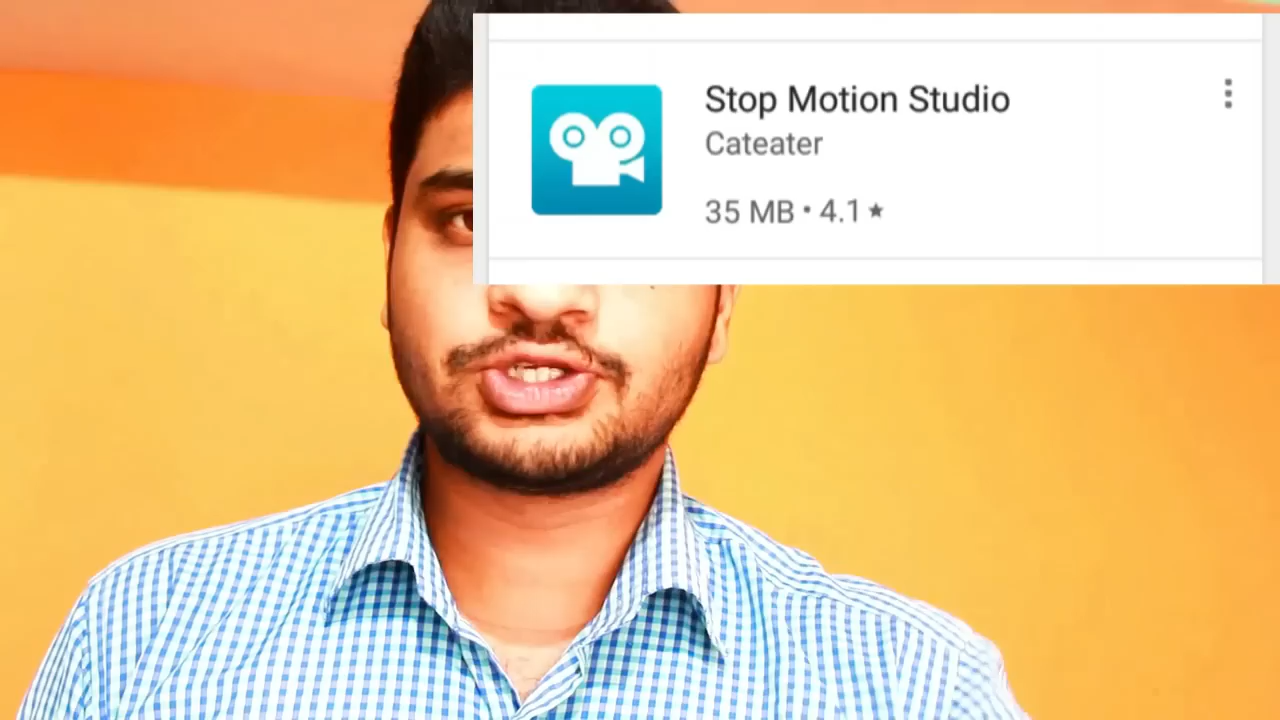 Stop Motion Studio
Cateater
35 MB • 4.1 ★